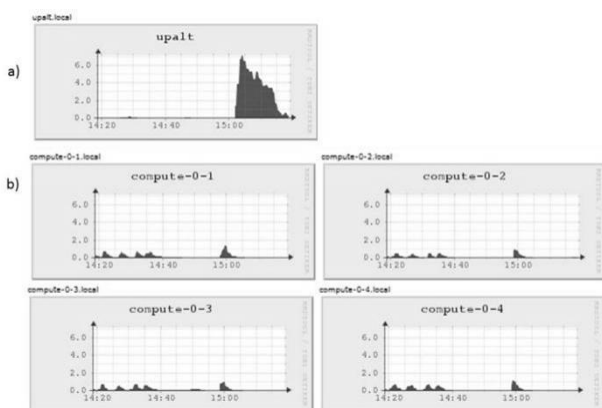 upalt.local
upalt
a)
6.0
4.0
2.0
0.0
14:20 14:40 15:00
compute-0-1.local compute-0-2.local
b)
compute-0-1 compute-0-2
6.0 6.0
4.0 4.0
2.0 2.0
0.0 0.0
14:20 14:40 15:00 14:20 14:40 15:00
compute-0-3.local compute-0-4.local
compute-0-3 compute-0-4
6.0 6.0
4.0 4.0
2.0 2.0
0.0 0.0
14:20 14:40 15:00 14:20 14:40 15:00